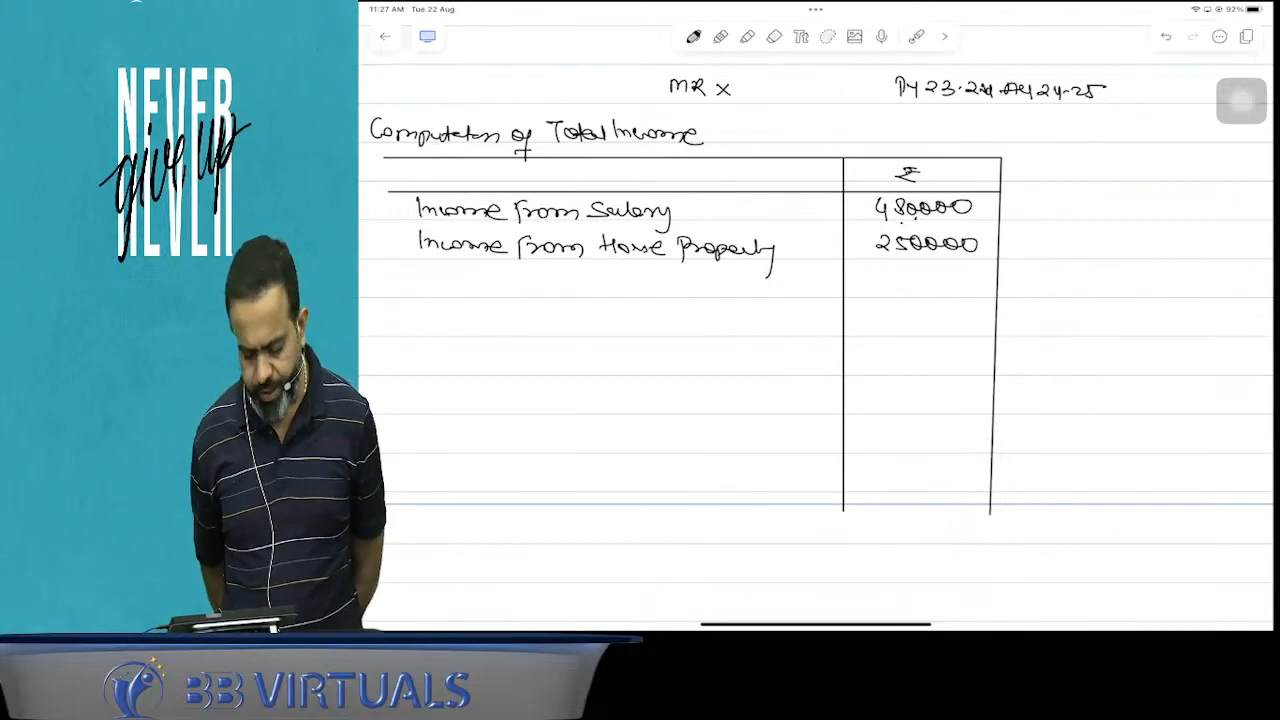 11:27 AM Tue 22 Aug
92%
NEVER
give up
NEVER
MR X
PY 23-24 AY 24-25
Computation of Total Income
₹
Income from Salary 480000
Income from House Property 250000
BB VIRTUALS